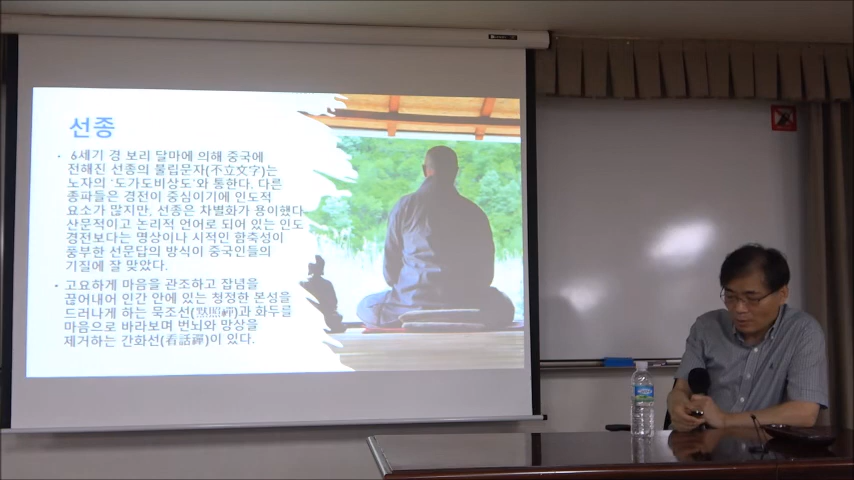 선종
• 6세기 경 보리 달마에 의해 중국에
전해진 선종의 불립문자(不立文字)는
노자의 '도가도비상도'와 통한다. 다른
종파들은 경전이 중심이기에 인도적
요소가 많지만, 선종은 차별화가 용이했다.
산문적이고 논리적 언어로 되어 있는 인도
경전보다는 명상이나 시적인 함축성이
풍부한 선문답의 방식이 중국인들의
기질에 잘 맞았다.
• 고요하게 마음을 관조하고 잡념을
끊어내어 인간 안에 있는 청정한 본성을
드러나게 하는 묵조선(默照禪)과 화두를
마음으로 바라보며 번뇌와 망상을
제거하는 간화선(看話禪)이 있다.